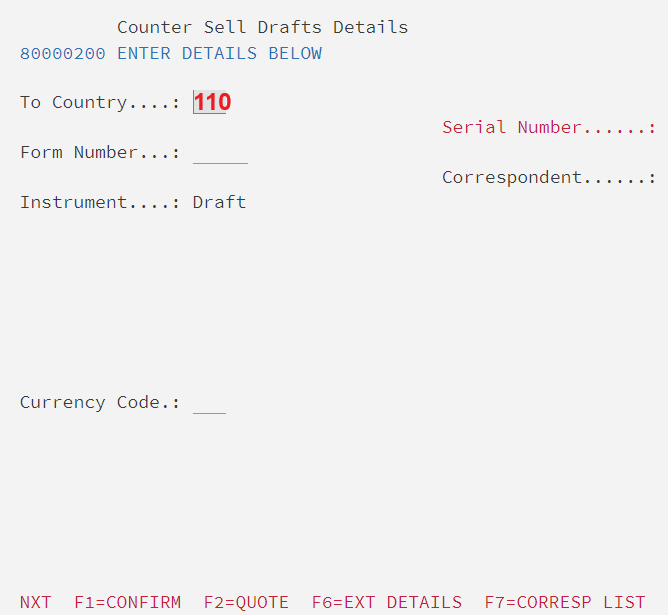 Counter Sell Drafts Details
80000200 ENTER DETAILS BELOW
To Country....: 110
Serial Number......:
Form Number...: _____
Correspondent......:
Instrument....: Draft
Currency Code.: ___
NXT F1=CONFIRM F2=QUOTE F6=EXT DETAILS F7=CORRESP LIST